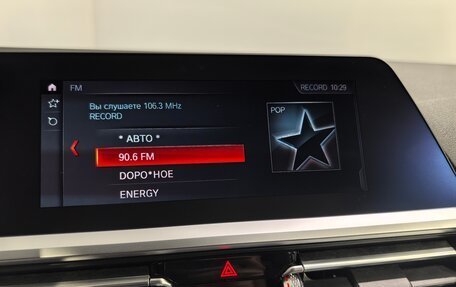 FM
RECORD 10:29
Вы слушаете 106.3 MHz
RECORD
POP
* АВТО *
90.6 FM
DOPO*HOE
ENERGY